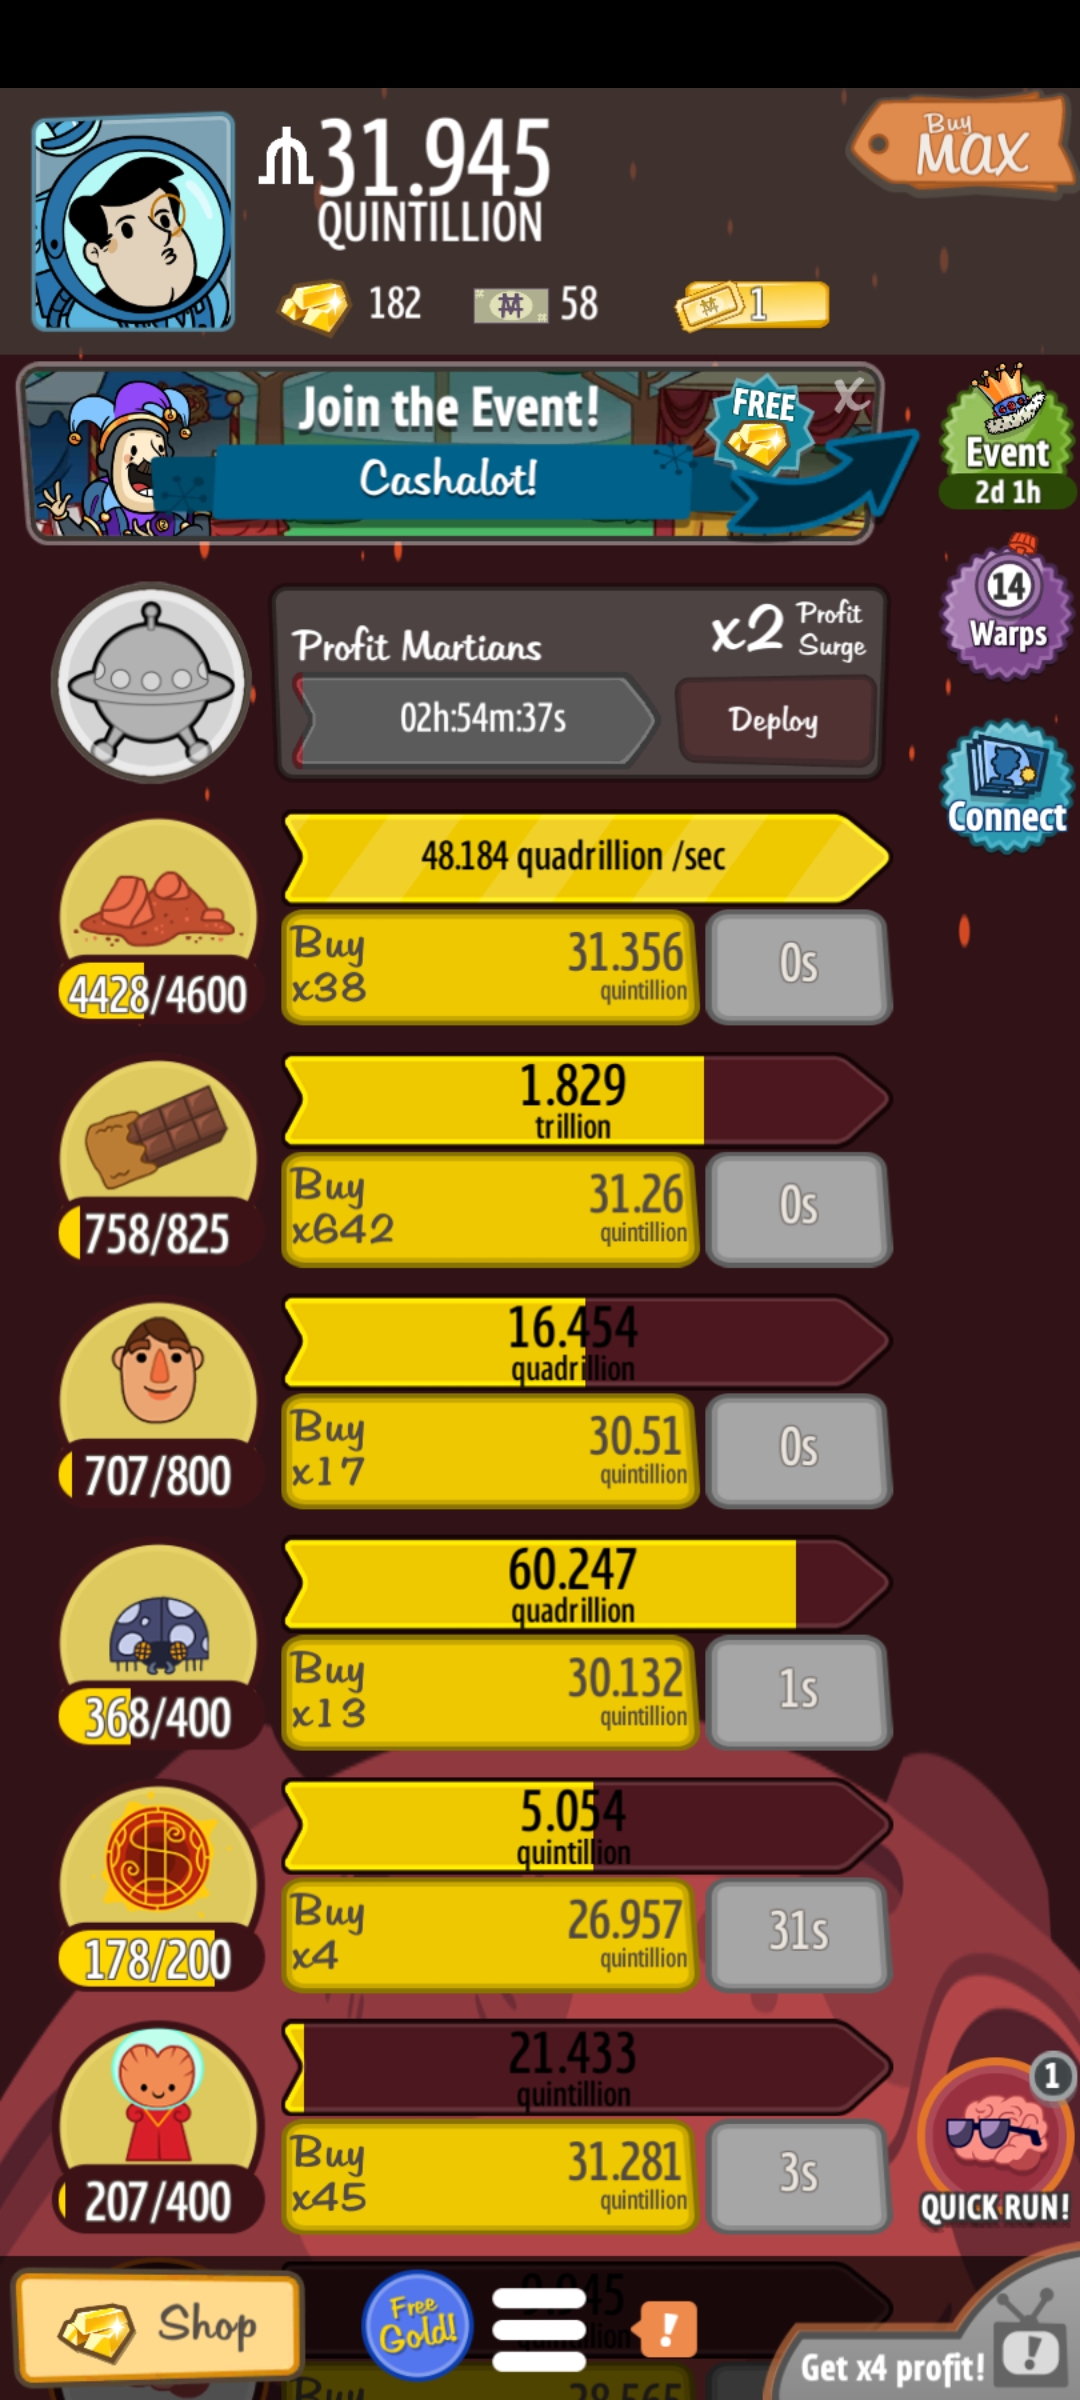 31.945
QUINTILLION
Buy
MAX
182
58
1
Join the Event!
FREE
X
Cashalot!
Event
2d 1h
14
Warps
Connect
Profit Martians
x2 Profit
Surge
02h:54m:37s
Deploy
48.184 quadrillion /sec
4428/4600
Buy
x38
31.356
quintillion
0s
1.829
trillion
758/825
Buy
x642
31.26
quintillion
0s
16.454
quadrillion
707/800
Buy
x17
30.51
quintillion
0s
60.247
quadrillion
368/400
Buy
x13
30.132
quintillion
1s
5.054
quintillion
178/200
Buy
x4
26.957
quintillion
31s
21.433
quintillion
207/400
Buy
x45
31.281
quintillion
3s
1
QUICK RUN!
Shop
Free
Gold!
!
!
Get x4 profit!
Buy